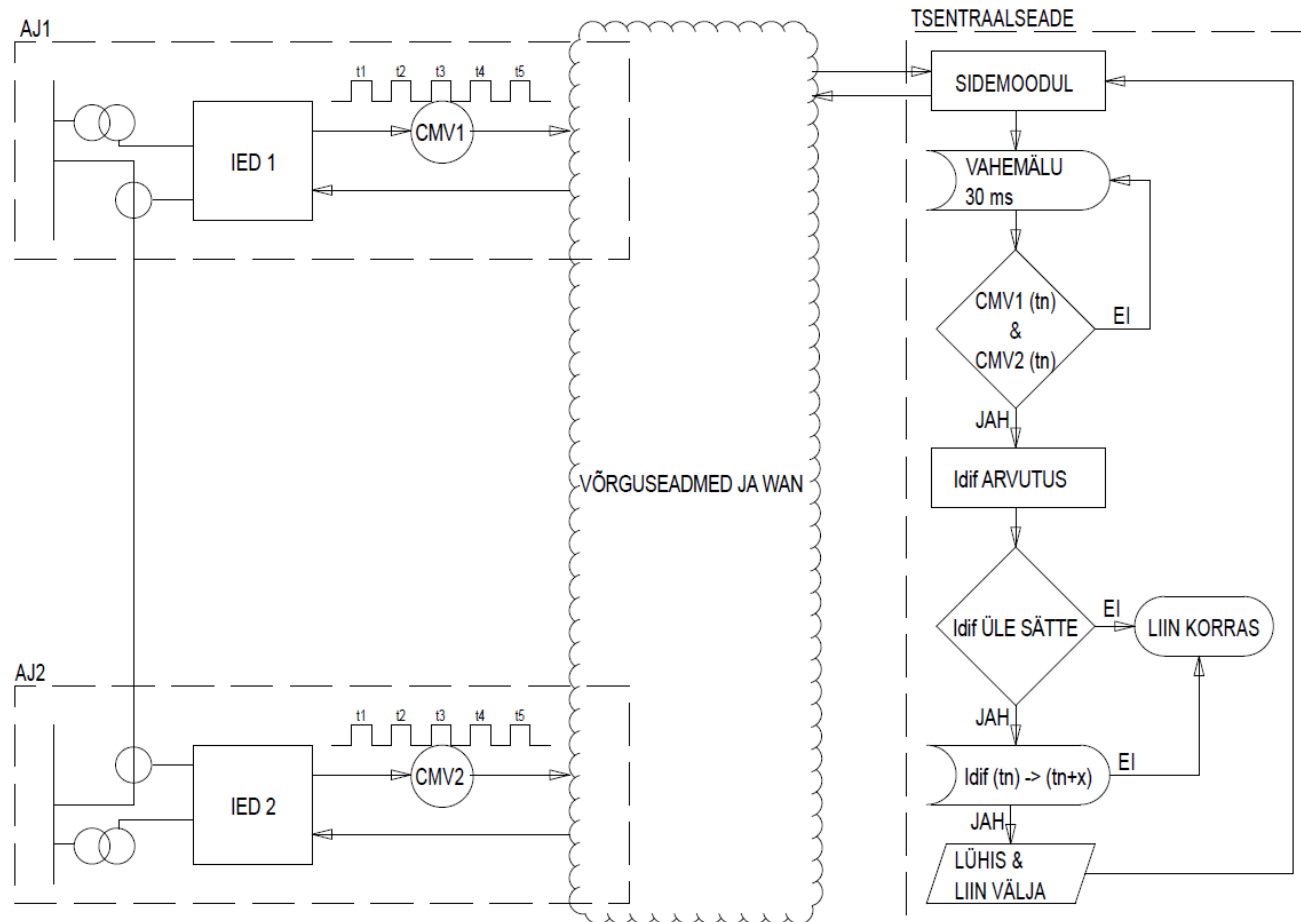 AJ1
t1 t2 t3 t4 t5
IED 1
CMV1
AJ2
t1 t2 t3 t4 t5
IED 2
CMV2
VÕRGUSEADMED JA WAN
TSENTRAALSEADE
SIDEMOODUL
VAHEMÄLU
30 ms
CMV1 (tn)
&
CMV2 (tn)
EI
JAH
Idif ARVUTUS
Idif ÜLE SÄTTE
EI
LIIN KORRAS
JAH
Idif (tn) -> (tn+x)
EI
JAH
LÜHIS &
LIIN VÄLJA